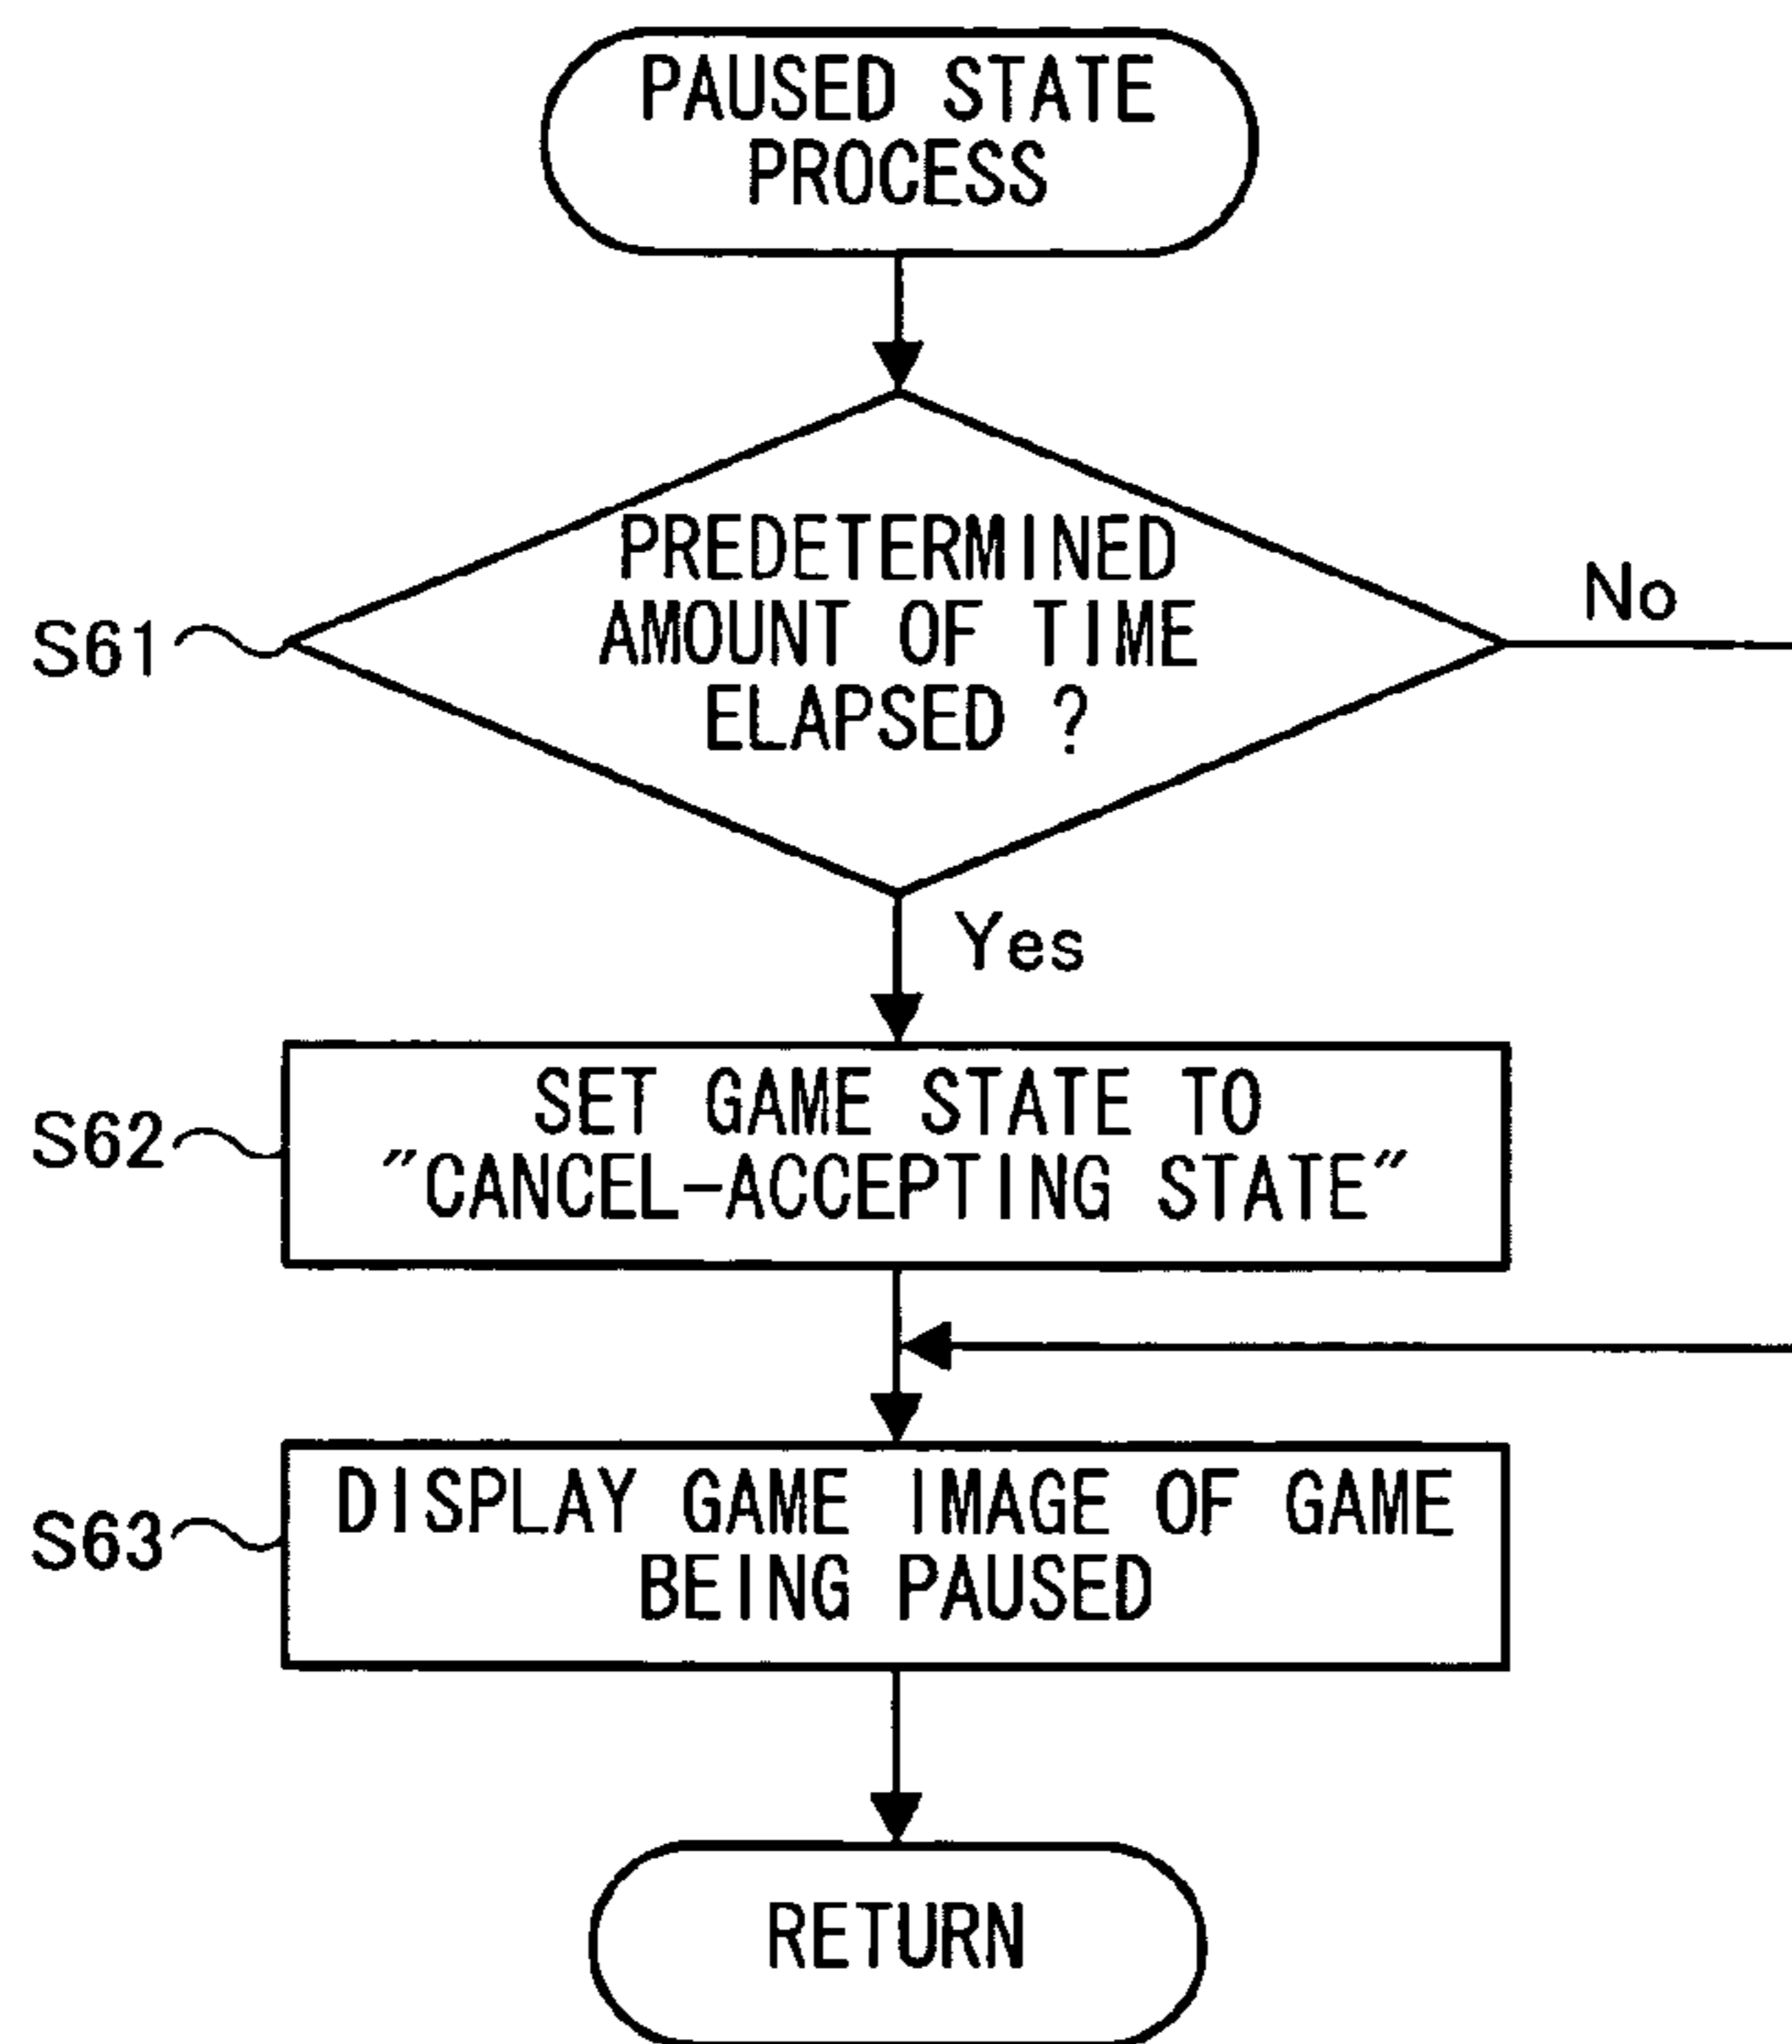 PAUSED STATE
PROCESS
PREDETERMINED
AMOUNT OF TIME
ELAPSED ?
No
S61
Yes
SET GAME STATE TO
"CANCEL-ACCEPTING STATE"
S62
DISPLAY GAME IMAGE OF GAME
BEING PAUSED
S63
RETURN